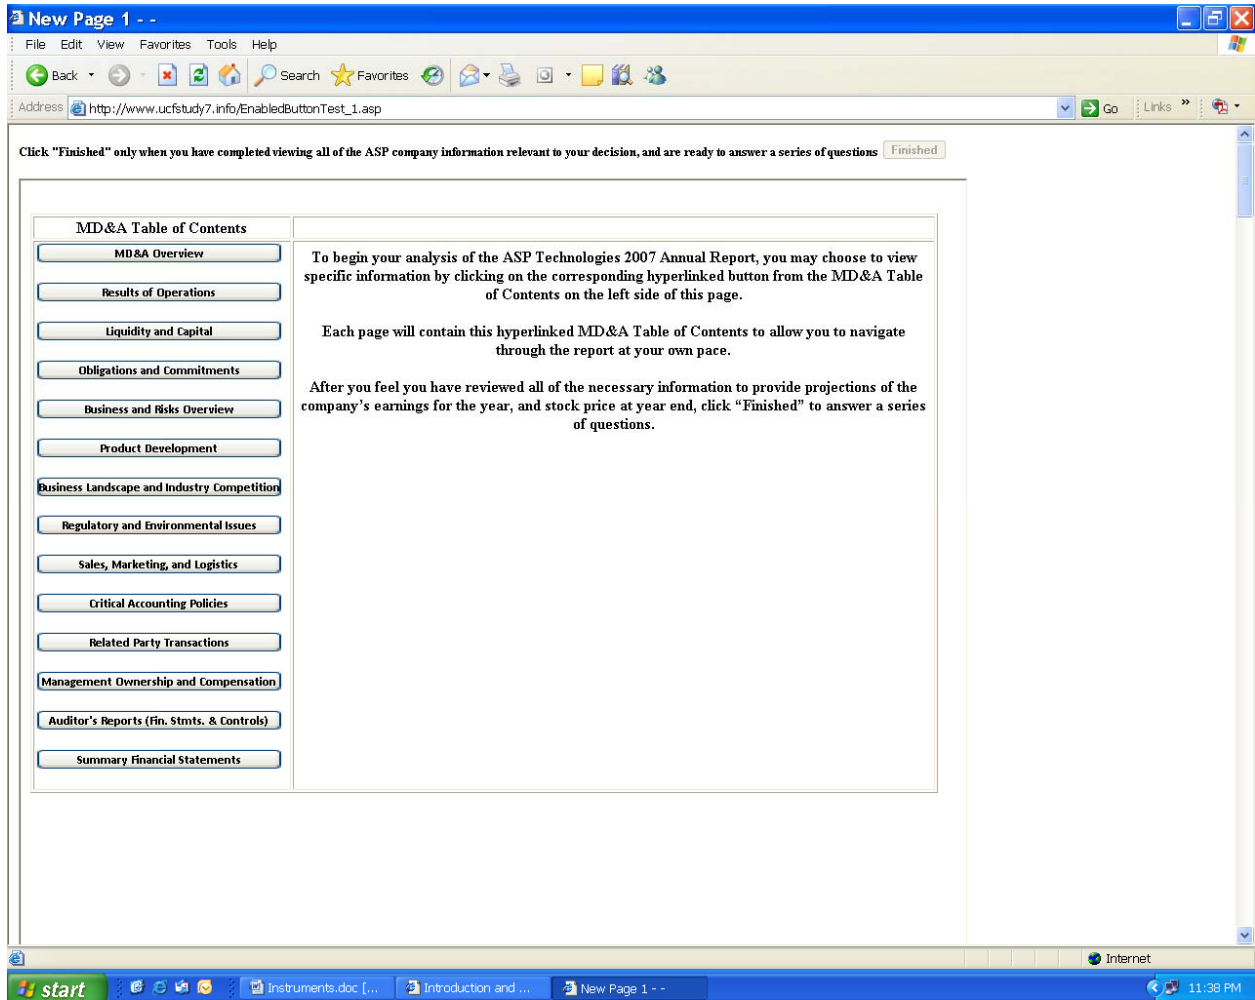 New Page 1 - -
File Edit View Favorites Tools Help
Back Search Favorites
Address http://www.ucfstudy7.info/EnabledButtonTest_1.asp Go Links »
Click "Finished" only when you have completed viewing all of the ASP company information relevant to your decision, and are ready to answer a series of questions Finished
MD&A Table of Contents
MD&A Overview
Results of Operations
Liquidity and Capital
Obligations and Commitments
Business and Risks Overview
Product Development
Business Landscape and Industry Competition
Regulatory and Environmental Issues
Sales, Marketing, and Logistics
Critical Accounting Policies
Related Party Transactions
Management Ownership and Compensation
Auditor's Reports (Fin. Stmts. & Controls)
Summary Financial Statements
To begin your analysis of the ASP Technologies 2007 Annual Report, you may choose to view
specific information by clicking on the corresponding hyperlinked button from the MD&A Table
of Contents on the left side of this page.
Each page will contain this hyperlinked MD&A Table of Contents to allow you to navigate
through the report at your own pace.
After you feel you have reviewed all of the necessary information to provide projections of the
company's earnings for the year, and stock price at year end, click “Finished” to answer a series
of questions.
Internet
start Instruments.doc [... Introduction and ... New Page 1 - - 11:38 PM